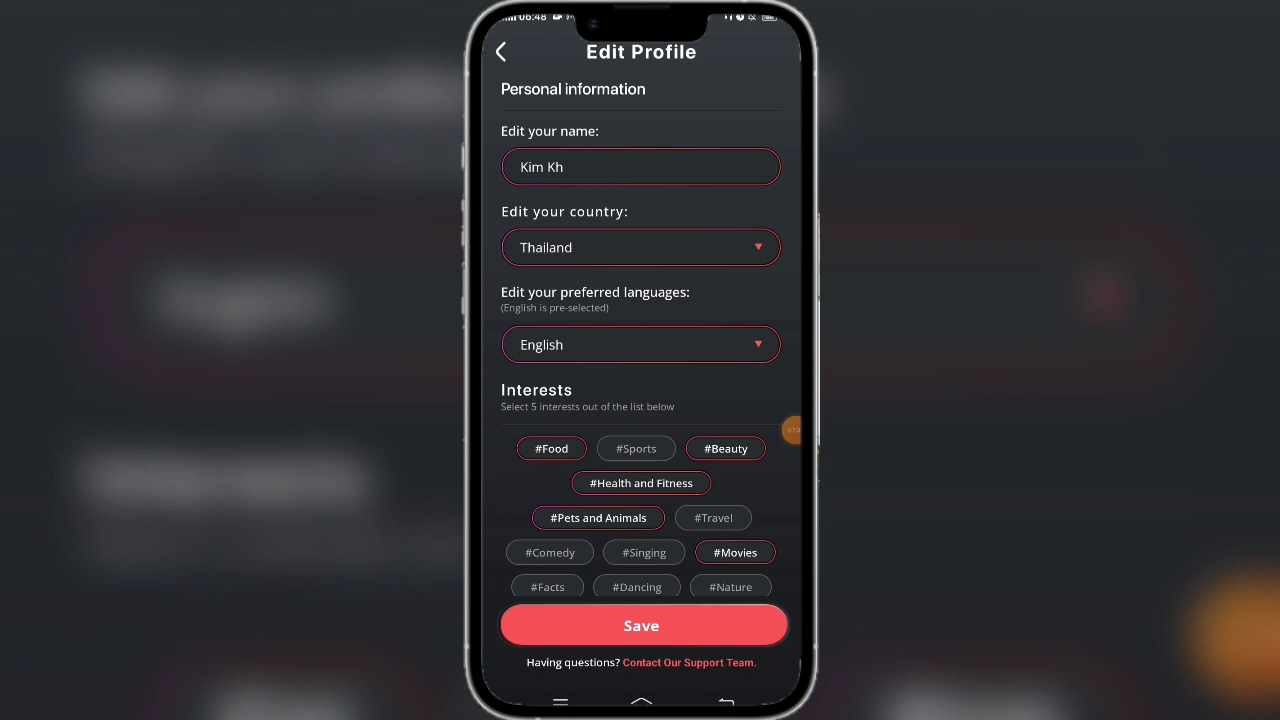 06:48
Edit Profile
Personal information
Edit your name:
Kim Kh
Edit your country:
Thailand
Edit your preferred languages:
(English is pre-selected)
English
Interests
Select 5 interests out of the list below
#Food #Sports #Beauty
#Health and Fitness
#Pets and Animals #Travel
#Comedy #Singing #Movies
#Facts #Dancing #Nature
Save
Having questions? Contact Our Support Team.